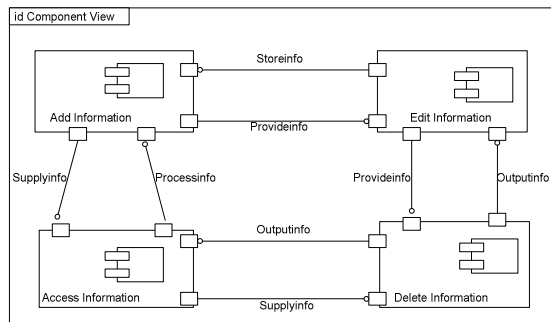 id Component View
Storeinfo
Add Information
Edit Information
Provideinfo
Supplyinfo
Processinfo
Provideinfo
Outputinfo
Outputinfo
Access Information
Delete Information
Supplyinfo